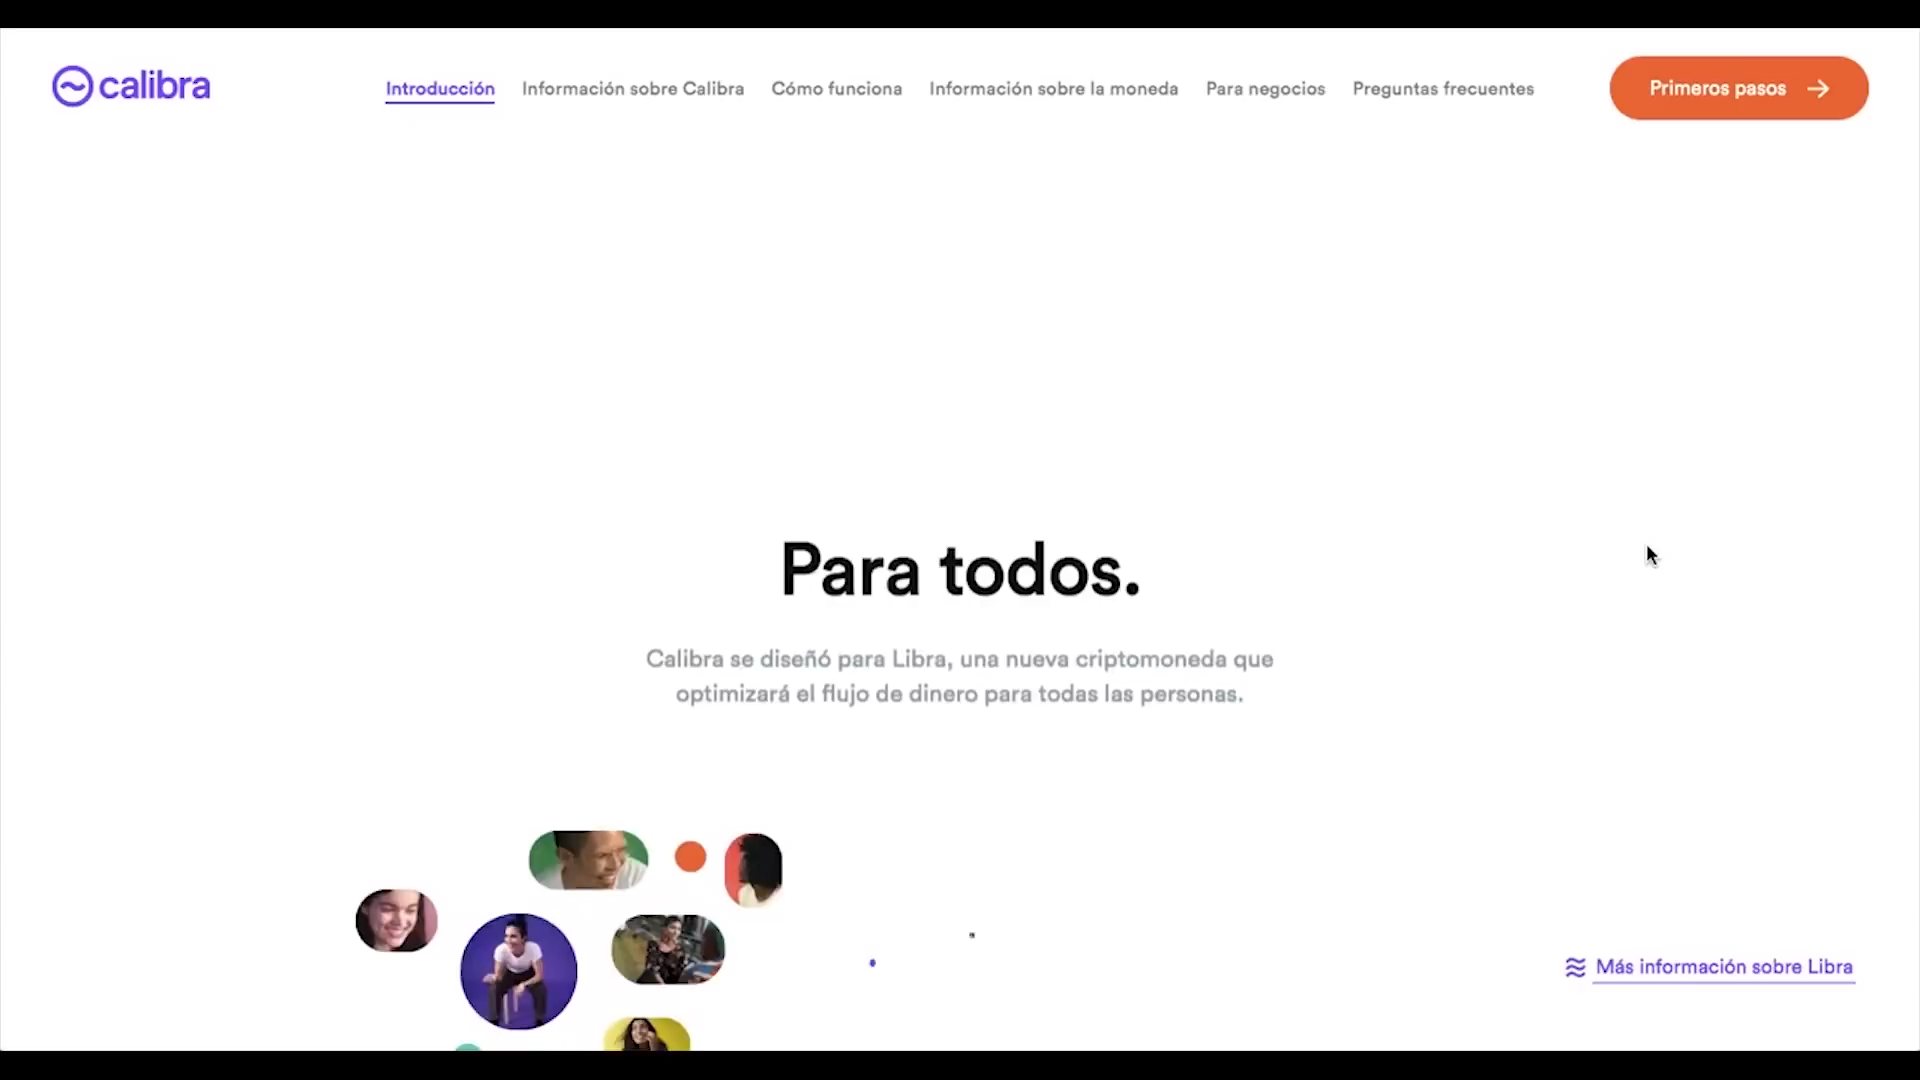 calibra
Introducción
Información sobre Calibra
Cómo funciona
Información sobre la moneda
Para negocios
Preguntas frecuentes
Primeros pasos
Para todos.
Calibra se diseñó para Libra, una nueva criptomoneda que
optimizará el flujo de dinero para todas las personas.
Más información sobre Libra